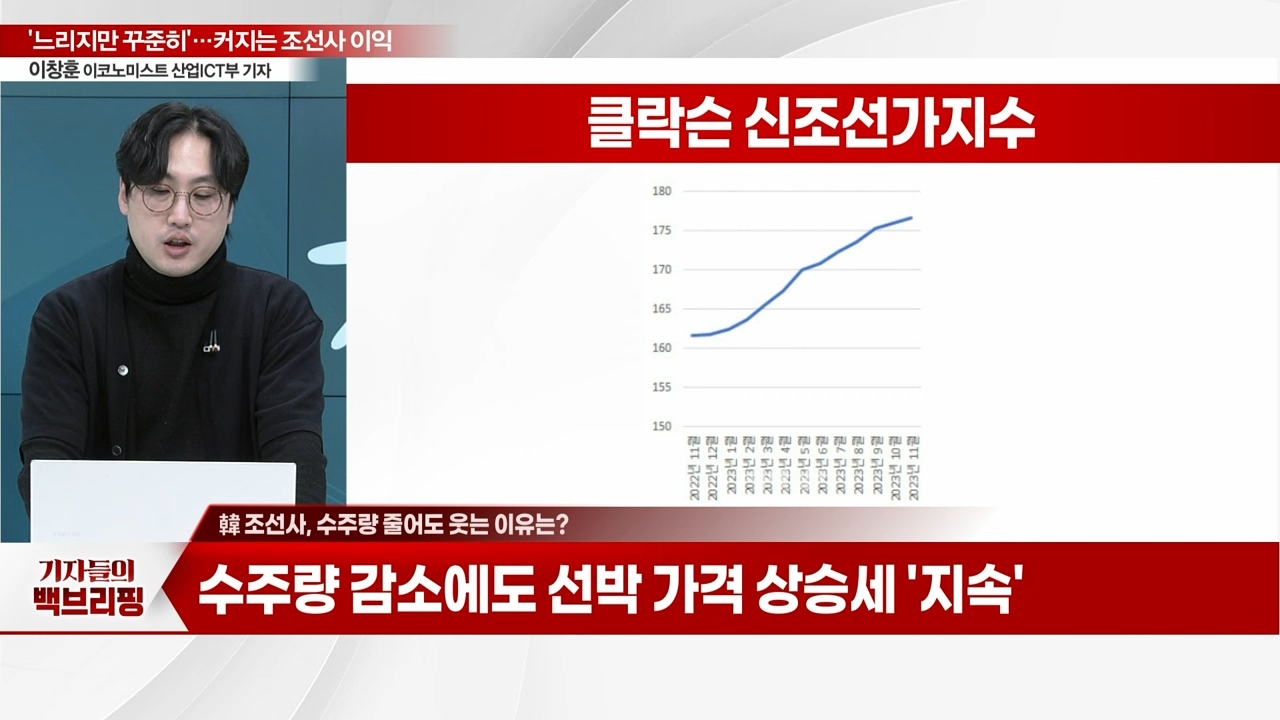 '느리지만 꾸준히'…커지는 조선사 이익
이창훈 이코노미스트 산업ICT부 기자
클락슨 신조선가지수
180
175
170
165
160
155
150
2022년 11월
2022년 12월
2023년 1월
2023년 2월
2023년 3월
2023년 4월
2023년 5월
2023년 6월
2023년 7월
2023년 8월
2023년 9월
2023년 10월
2023년 11월
韓 조선사, 수주량 줄어도 웃는 이유는?
기자들의
백브리핑
수주량 감소에도 선박 가격 상승세 '지속'